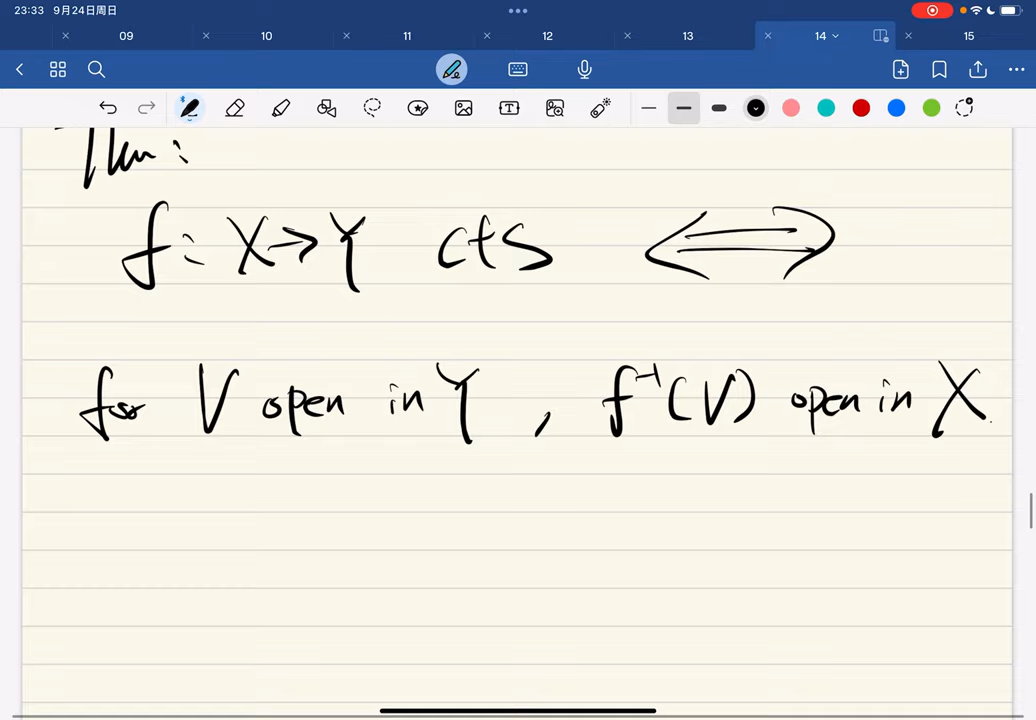 23:33 9月24日周日
09 10 11 12 13 14 15
Thm:
f: X→Y cts ⟺
for V open in Y, f⁻¹(V) open in X.